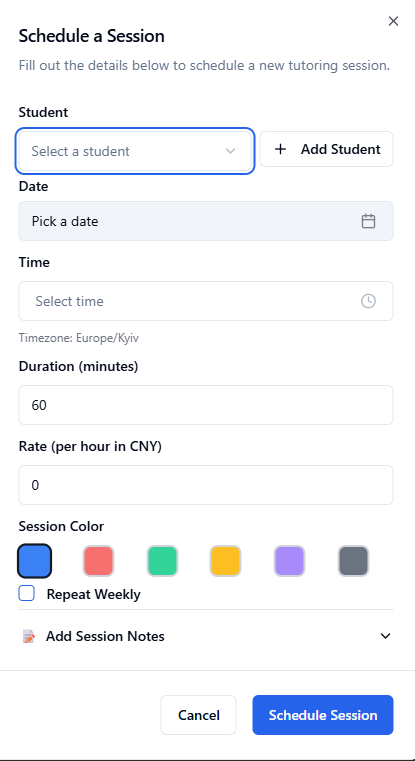 Schedule a Session
Fill out the details below to schedule a new tutoring session.
Student
Select a student
Add Student
Date
Pick a date
Time
Select time
Timezone: Europe/Kyiv
Duration (minutes)
60
Rate (per hour in CNY)
0
Session Color
Repeat Weekly
Add Session Notes
Cancel
Schedule Session